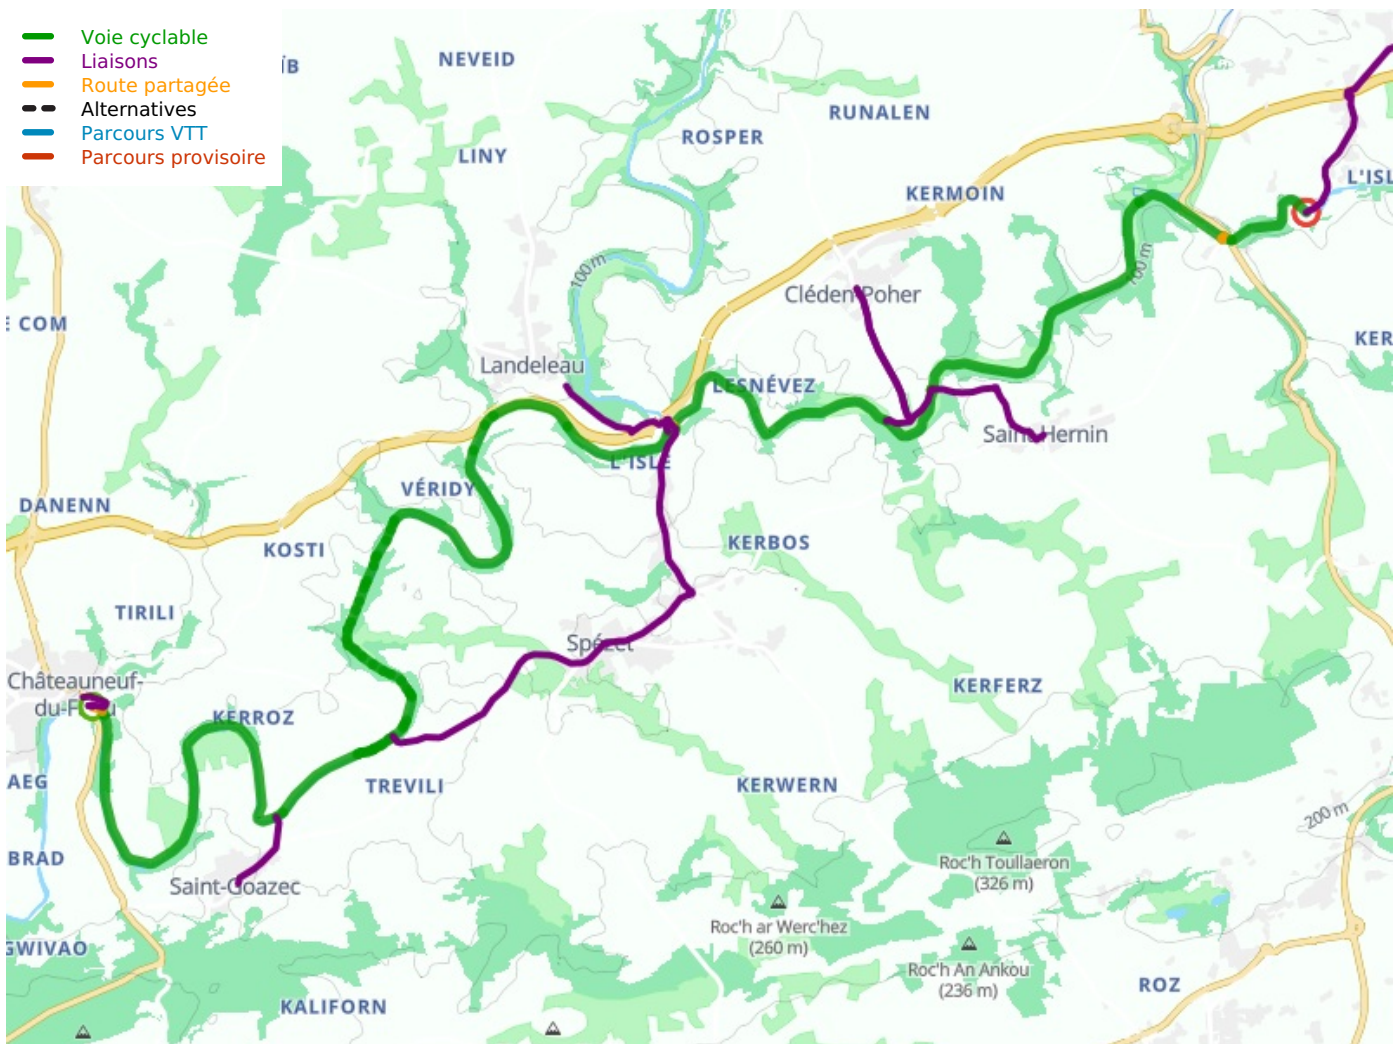 Voie cyclable
Liaisons
Route partagée
Alternatives
Parcours VTT
Parcours provisoire
NEVEID
RUNALEN
ROSPER
LINY
L'ISL
KERMOIN
100 m
100 m
Cléden-Poher
E COM
KER
Landeleau
LESNÉVEZ
Saint-Hernin
L'ISLE
VÉRIDY
DANENN
KOSTI
KERBOS
TIRILI
Spézet
Châteauneuf-
du-Faou
KERFERZ
KERROZ
AEG
TREVILI
KERWERN
200 m
BRAD
Roc'h Toullaeron
(326 m)
Saint-Goazec
Roc'h ar Werc'hez
(260 m)
GWIVAO
Roc'h An Ankou
(236 m)
ROZ
KALIFORN